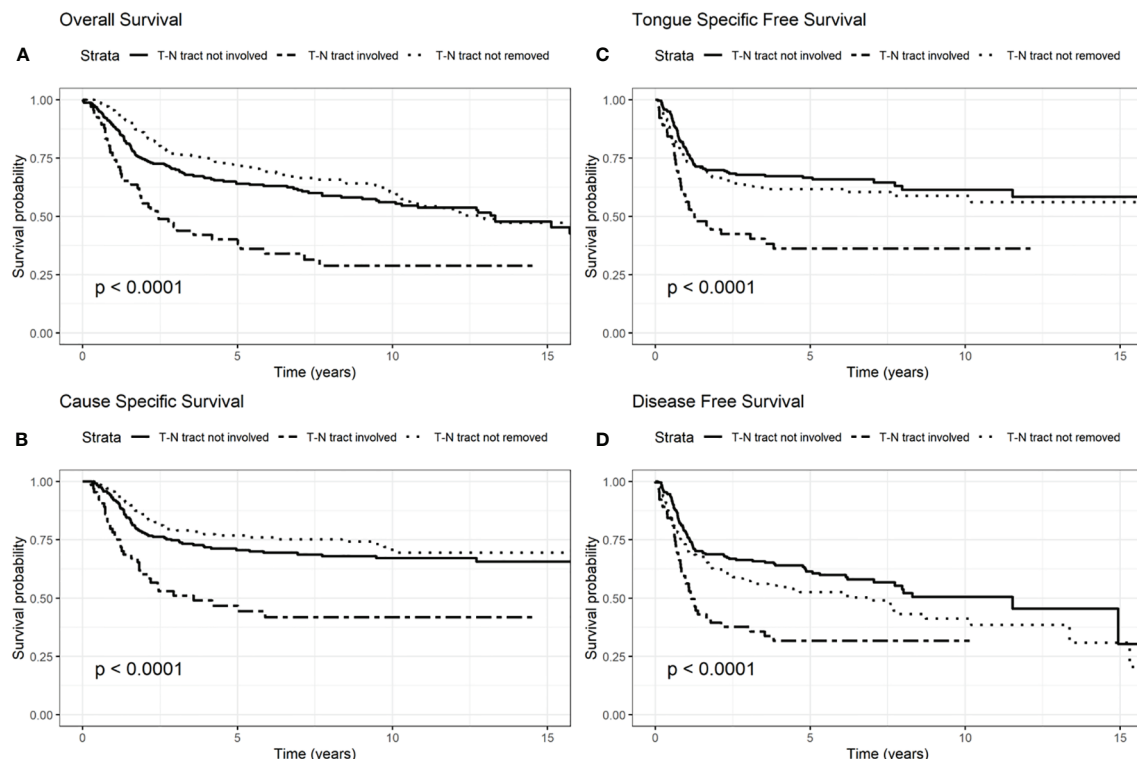 Overall Survival
A
Strata T-N tract not involved T-N tract involved T-N tract not removed
Survival probability
1.00
0.75
0.50
0.25
0.00
p < 0.0001
0 5 10 15
Time (years)
Tongue Specific Free Survival
C
Strata T-N tract not involved T-N tract involved T-N tract not removed
Survival probability
1.00
0.75
0.50
0.25
0.00
p < 0.0001
0 5 10 15
Time (years)
Cause Specific Survival
B
Strata T-N tract not involved T-N tract involved T-N tract not removed
Survival probability
1.00
0.75
0.50
0.25
0.00
p < 0.0001
0 5 10 15
Time (years)
Disease Free Survival
D
Strata T-N tract not involved T-N tract involved T-N tract not removed
Survival probability
1.00
0.75
0.50
0.25
0.00
p < 0.0001
0 5 10 15
Time (years)